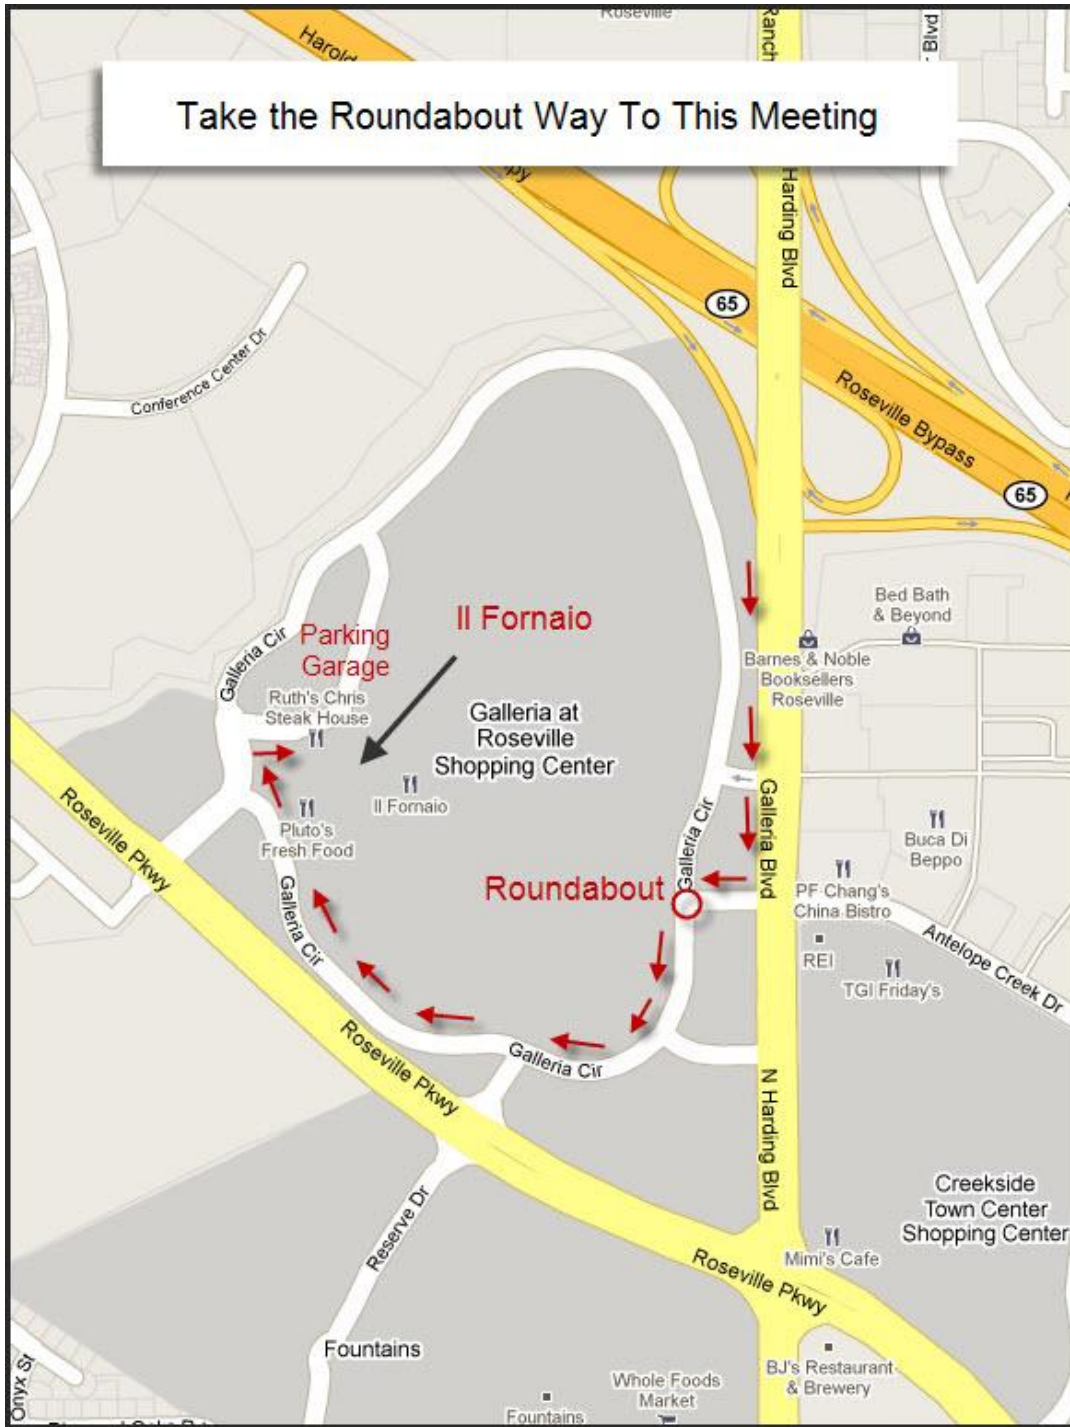 Roseville
Ranch
Blvd
Harold
Take the Roundabout Way To This Meeting
Harding Blvd
65
Conference Center Dr
Roseville Bypass
65
Bed Bath
& Beyond
Il Fornaio
Parking
Garage
Galleria Cir
Barnes & Noble
Booksellers
Roseville
Ruth's Chris
Steak House
Galleria at
Roseville
Shopping Center
Il Fornaio
Pluto's
Fresh Food
Roseville Pkwy
Galleria Cir
Galleria Blvd
Buca Di
Beppo
Roundabout
PF Chang's
China Bistro
Galleria Cir
Antelope Creek Dr
REI
TGI Friday's
Roseville Pkwy
Galleria Cir
N Harding Blvd
Reserve Dr
Creekside
Town Center
Shopping Center
Mimi's Cafe
Roseville Pkwy
Fountains
Onyx St
BJ's Restaurant
& Brewery
Whole Foods
Market
Fountains